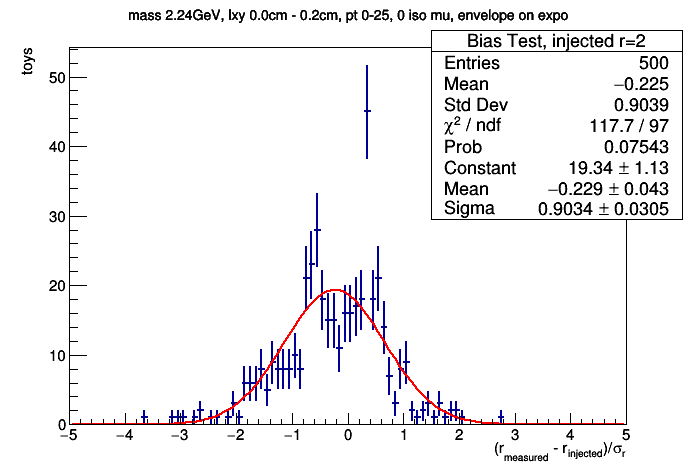 mass 2.24GeV, lxy 0.0cm - 0.2cm, pt 0-25, 0 iso mu, envelope on expo
toys
Bias Test, injected r=2
Entries 500
Mean −0.225
Std Dev 0.9039
χ² / ndf 117.7 / 97
Prob 0.07543
Constant 19.34 ± 1.13
Mean −0.229 ± 0.043
Sigma 0.9034 ± 0.0305
50
40
30
20
10
0
−5 −4 −3 −2 −1 0 1 2 3 4 5
(r_measured - r_injected)/σ_r